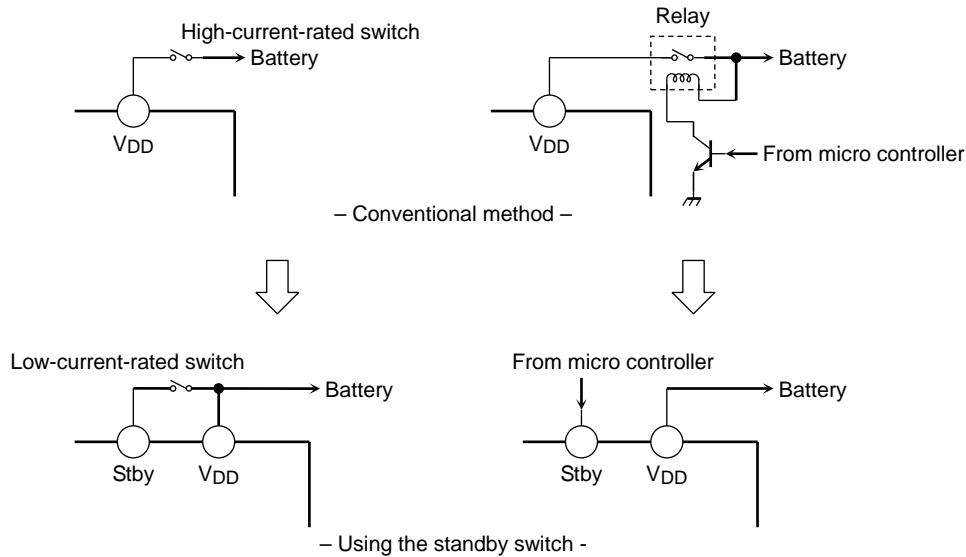 High-current-rated switch
Battery
VDD
Relay
Battery
VDD
From micro controller
– Conventional method –
Low-current-rated switch
Battery
Stby
VDD
From micro controller
Battery
Stby
VDD
– Using the standby switch -